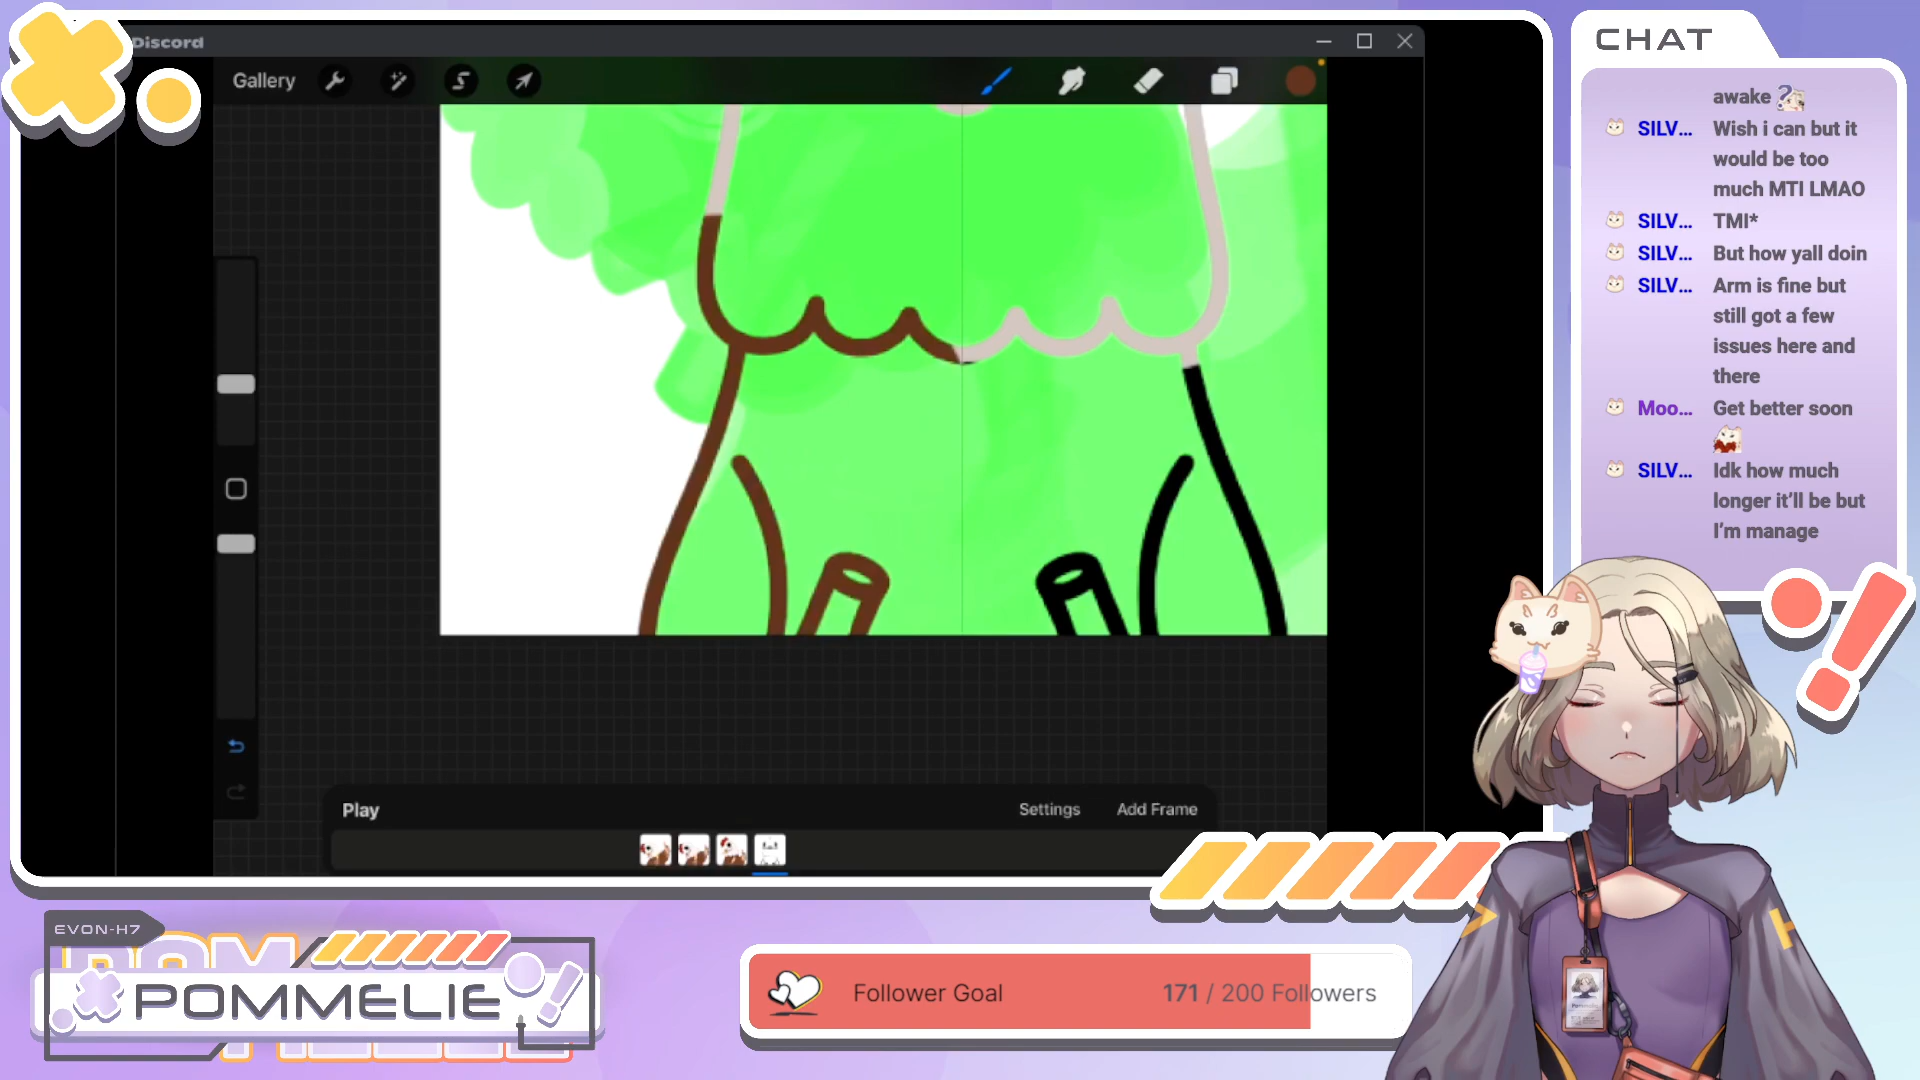 Discord
Gallery
Play
Settings
Add Frame
CHAT
awake
SILV... Wish i can but it
would be too
much MTI LMAO
SILV... TMI*
SILV... But how yall doin
SILV... Arm is fine but
still got a few
issues here and
there
Moo... Get better soon
SILV... Idk how much
longer it'll be but
I'm manage
EVON-H7
POMMELIE
Follower Goal
171 / 200 Followers